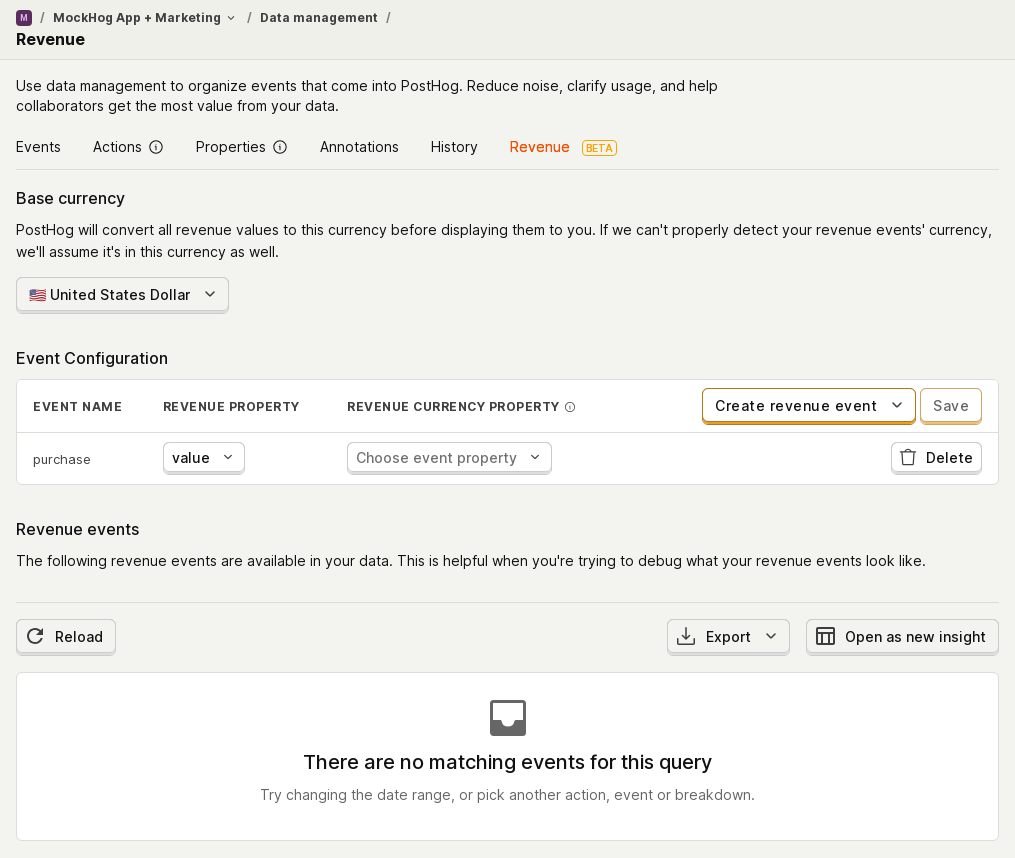 M / MockHog App + Marketing / Data management /
Revenue
Use data management to organize events that come into PostHog. Reduce noise, clarify usage, and help
collaborators get the most value from your data.
Events Actions Properties Annotations History Revenue BETA
Base currency
PostHog will convert all revenue values to this currency before displaying them to you. If we can't properly detect your revenue events' currency,
we'll assume it's in this currency as well.
🇺🇸 United States Dollar
Event Configuration
EVENT NAME REVENUE PROPERTY REVENUE CURRENCY PROPERTY Create revenue event Save
purchase value Choose event property Delete
Revenue events
The following revenue events are available in your data. This is helpful when you're trying to debug what your revenue events look like.
Reload Export Open as new insight
There are no matching events for this query
Try changing the date range, or pick another action, event or breakdown.